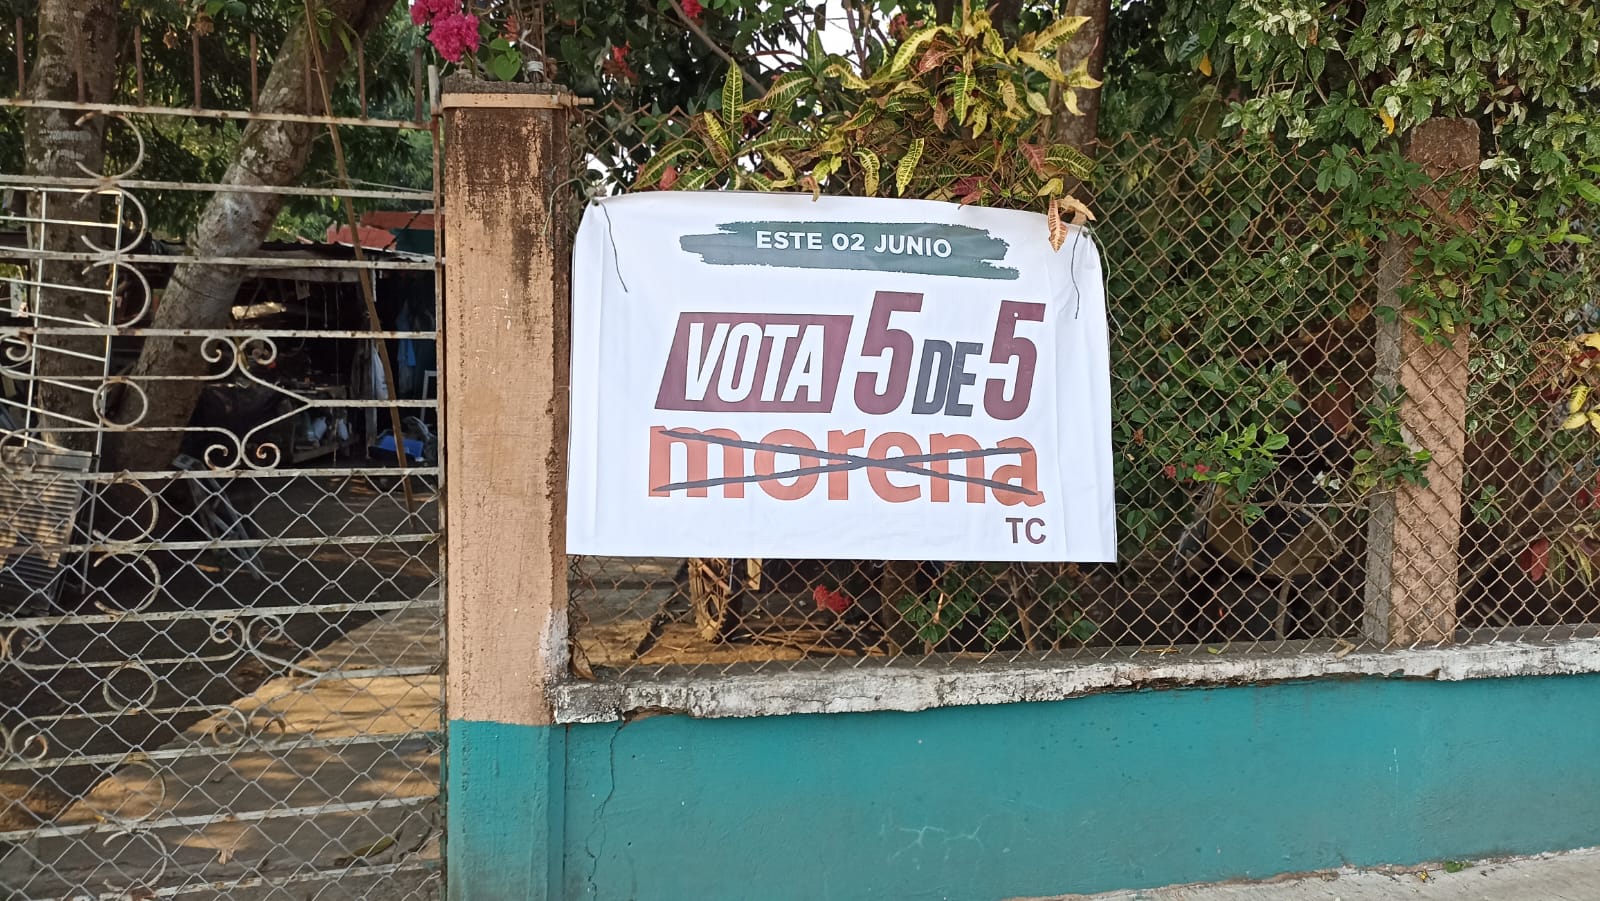 ESTE 02 JUNIO
VOTA 5 DE 5
morena
TC